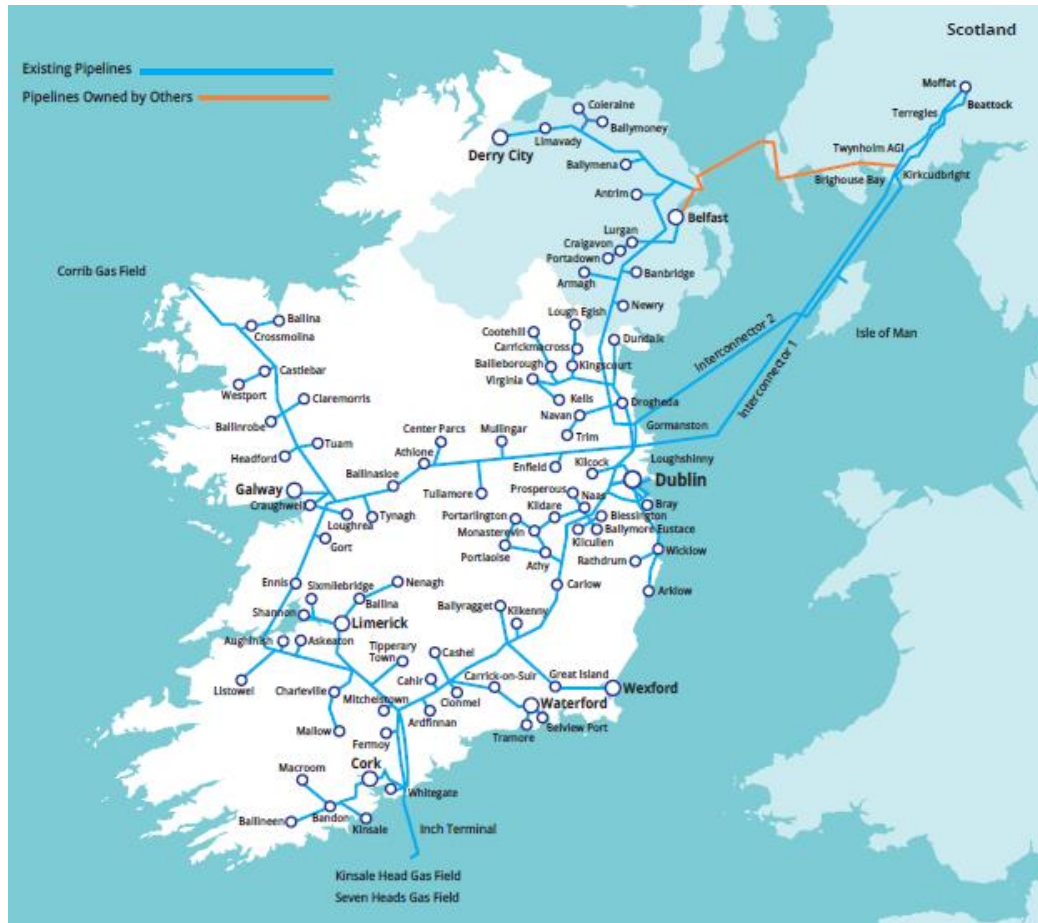 Scotland
Existing Pipelines
Pipelines Owned by Others
Moffat
Beattock
Terregles
Coleraine
Ballymoney
Limavady
Derry City
Twynholm AGI
Ballymena
Brighouse Bay
Kirkcudbright
Antrim
Belfast
Lurgan
Craigavon
Portadown
Corrib Gas Field
Banbridge
Armagh
Newry
Lough Egish
Ballina
Crossmolina
Cootehill
Dundalk
Isle of Man
Carrickmacross
Interconnector 2
Interconnector 1
Bailieborough
Kingscourt
Castlebar
Virginia
Westport
Kells
Claremorris
Drogheda
Navan
Ballinrobe
Gormanston
Center Parcs
Mullingar
Trim
Tuam
Athlone
Headford
Enfield
Kilcock
Loughshinny
Ballinasloe
Dublin
Galway
Tullamore
Prosperous
Naas
Craughwell
Bray
Kildare
Loughrea
Tynagh
Portarlington
Blessington
Monasterevin
Ballymore Eustace
Gort
Kilcullen
Portlaoise
Wicklow
Athy
Rathdrum
Ennis
Sixmilebridge
Nenagh
Carlow
Arklow
Shannon
Ballina
Ballyragget
Kilkenny
Limerick
Aughinish
Askeaton
Tipperary
Town
Cashel
Listowel
Charleville
Cahir
Carrick-on-Suir
Great Island
Wexford
Mitchelstown
Clonmel
Waterford
Ardfinnan
Mallow
Tramore
Belview Port
Fermoy
Cork
Macroom
Whitegate
Ballineen
Bandon
Kinsale
Inch Terminal
Kinsale Head Gas Field
Seven Heads Gas Field